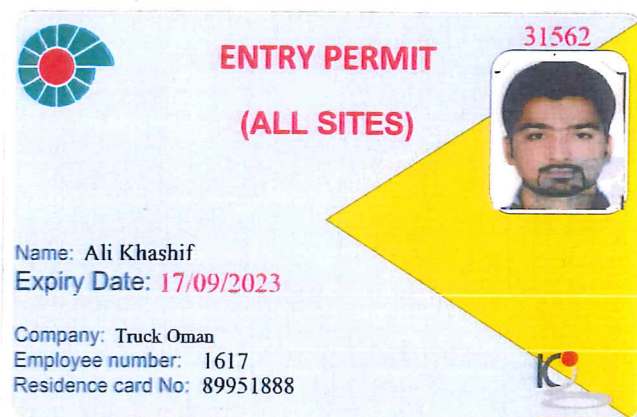 31562
ENTRY PERMIT
(ALL SITES)
Name: Ali Khashif
Expiry Date: 17/09/2023
Company: Truck Oman
Employee number: 1617
Residence card No: 89951888